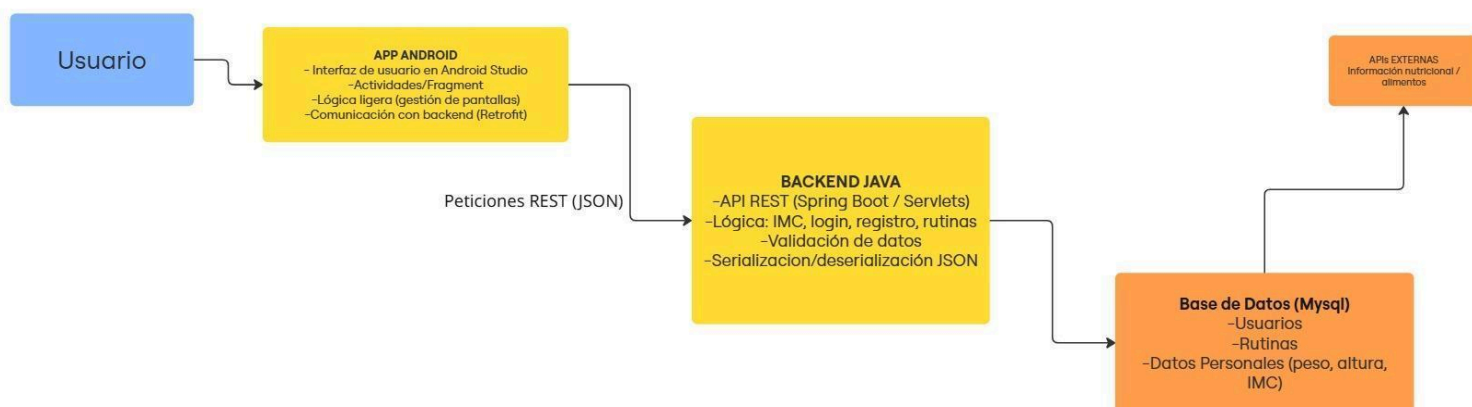 Usuario
APP ANDROID
- Interfaz de usuario en Android Studio
-Actividades/Fragment
-Lógica ligera (gestión de pantallas)
-Comunicación con backend (Retrofit)
Peticiones REST (JSON)
BACKEND JAVA
-API REST (Spring Boot / Servlets)
-Lógica: IMC, login, registro, rutinas
-Validación de datos
-Serializacion/deserialización JSON
APIs EXTERNAS
Información nutricional /
alimentos
Base de Datos (Mysql)
-Usuarios
-Rutinas
-Datos Personales (peso, altura,
IMC)